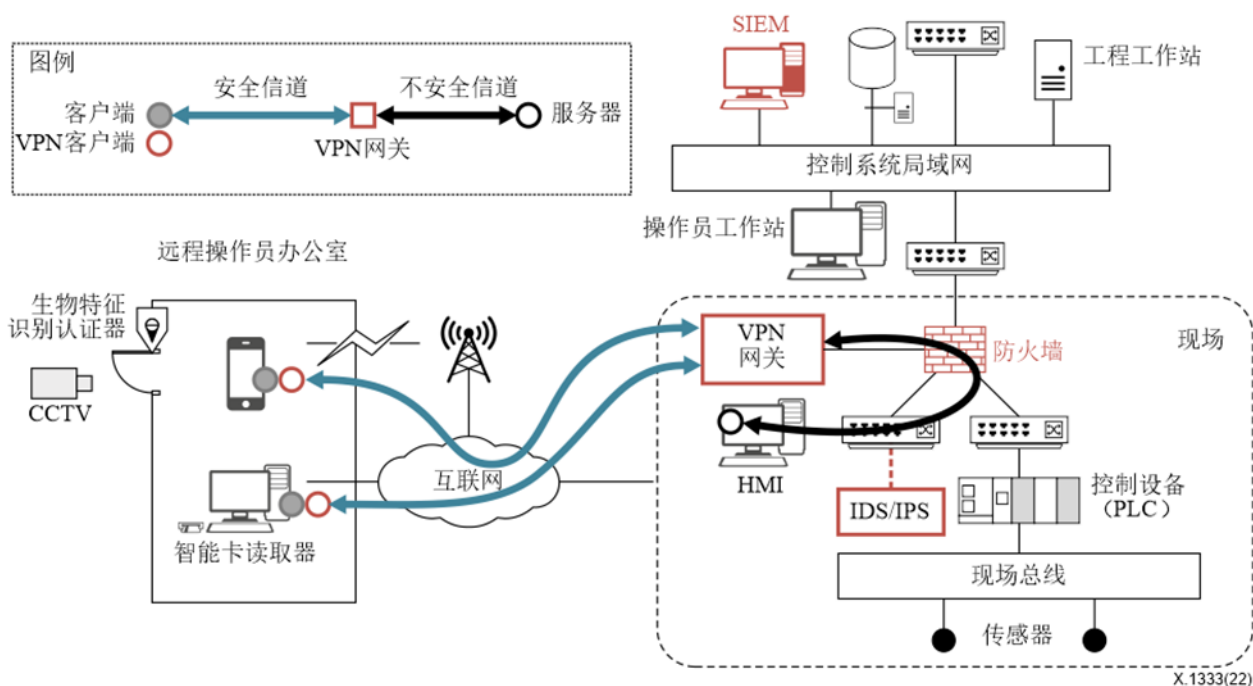 图例
安全信道
不安全信道
客户端
服务器
VPN客户端
VPN网关
SIEM
工程工作站
控制系统局域网
操作员工作站
远程操作员办公室
生物特征
识别认证器
CCTV
智能卡读取器
互联网
VPN
网关
防火墙
现场
HMI
IDS/IPS
控制设备
（PLC）
现场总线
传感器
X.1333(22)